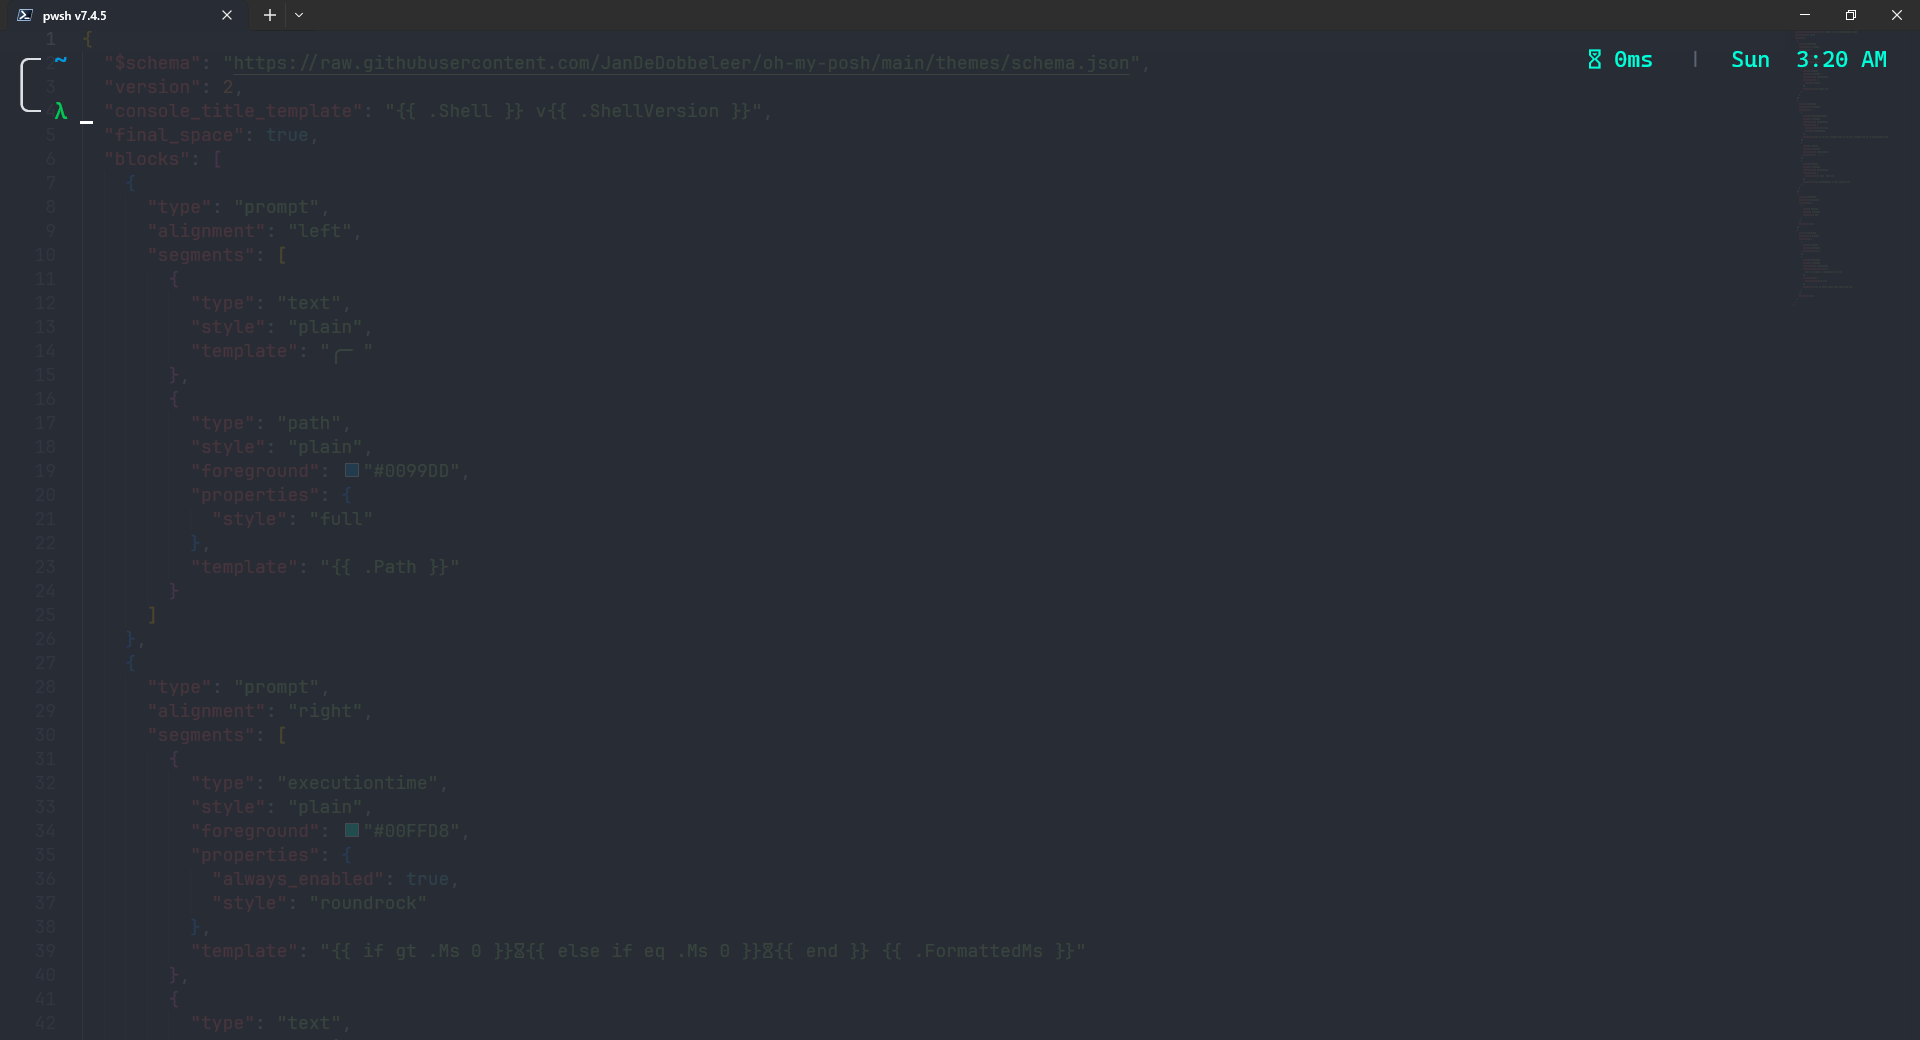 pwsh v7.4.5
1 {
~ 0ms | Sun 3:20 AM
2 "$schema": "https://raw.githubusercontent.com/JanDeDobbeleer/oh-my-posh/main/themes/schema.json",
3 "version": 2,
λ _
4 "console_title_template": "{{ .Shell }} v{{ .ShellVersion }}",
5 "final_space": true,
6 "blocks": [
7 {
8 "type": "prompt",
9 "alignment": "left",
10 "segments": [
11 {
12 "type": "text",
13 "style": "plain",
14 "template": "╭─ "
15 },
16 {
17 "type": "path",
18 "style": "plain",
19 "foreground": "#0099DD",
20 "properties": {
21 "style": "full"
22 },
23 "template": "{{ .Path }}"
24 }
25 ]
26 },
27 {
28 "type": "prompt",
29 "alignment": "right",
30 "segments": [
31 {
32 "type": "executiontime",
33 "style": "plain",
34 "foreground": "#00FFD8",
35 "properties": {
36 "always_enabled": true,
37 "style": "roundrock"
38 },
39 "template": "{{ if gt .Ms 0 }}{{ else if eq .Ms 0 }}{{ end }} {{ .FormattedMs }}"
40 },
41 {
42 "type": "text",